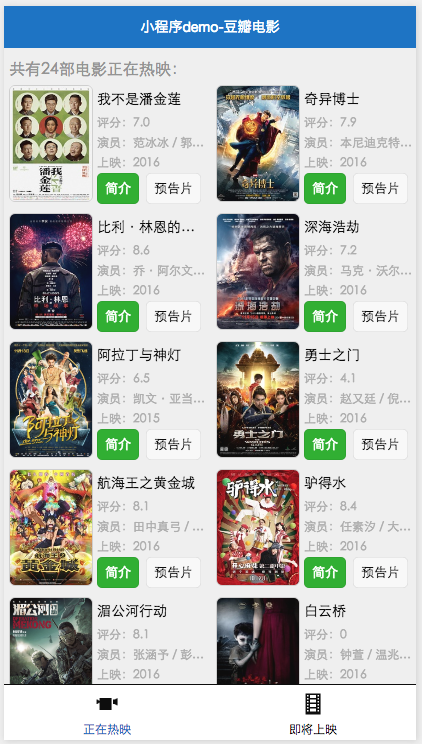 小程序demo-豆瓣电影
共有24部电影正在热映：
我不是潘金莲
评分：7.0
演员：范冰冰 / 郭...
上映：2016
简介 预告片
奇异博士
评分：7.9
演员：本尼迪克特...
上映：2016
简介 预告片
比利·林恩的...
评分：8.6
演员：乔·阿尔文...
上映：2016
简介 预告片
深海浩劫
评分：7.2
演员：马克·沃尔...
上映：2016
简介 预告片
阿拉丁与神灯
评分：6.5
演员：凯文·亚当...
上映：2015
简介 预告片
勇士之门
评分：4.1
演员：赵又廷 / 倪...
上映：2016
简介 预告片
航海王之黄金城
评分：8.1
演员：田中真弓 / ...
上映：2016
简介 预告片
驴得水
评分：8.4
演员：任素汐 / 大...
上映：2016
简介 预告片
湄公河行动
评分：8.1
演员：张涵予 / 彭...
上映：2016
白云桥
评分：0
演员：钟萱 / 温兆...
上映：2016
正在热映
即将上映